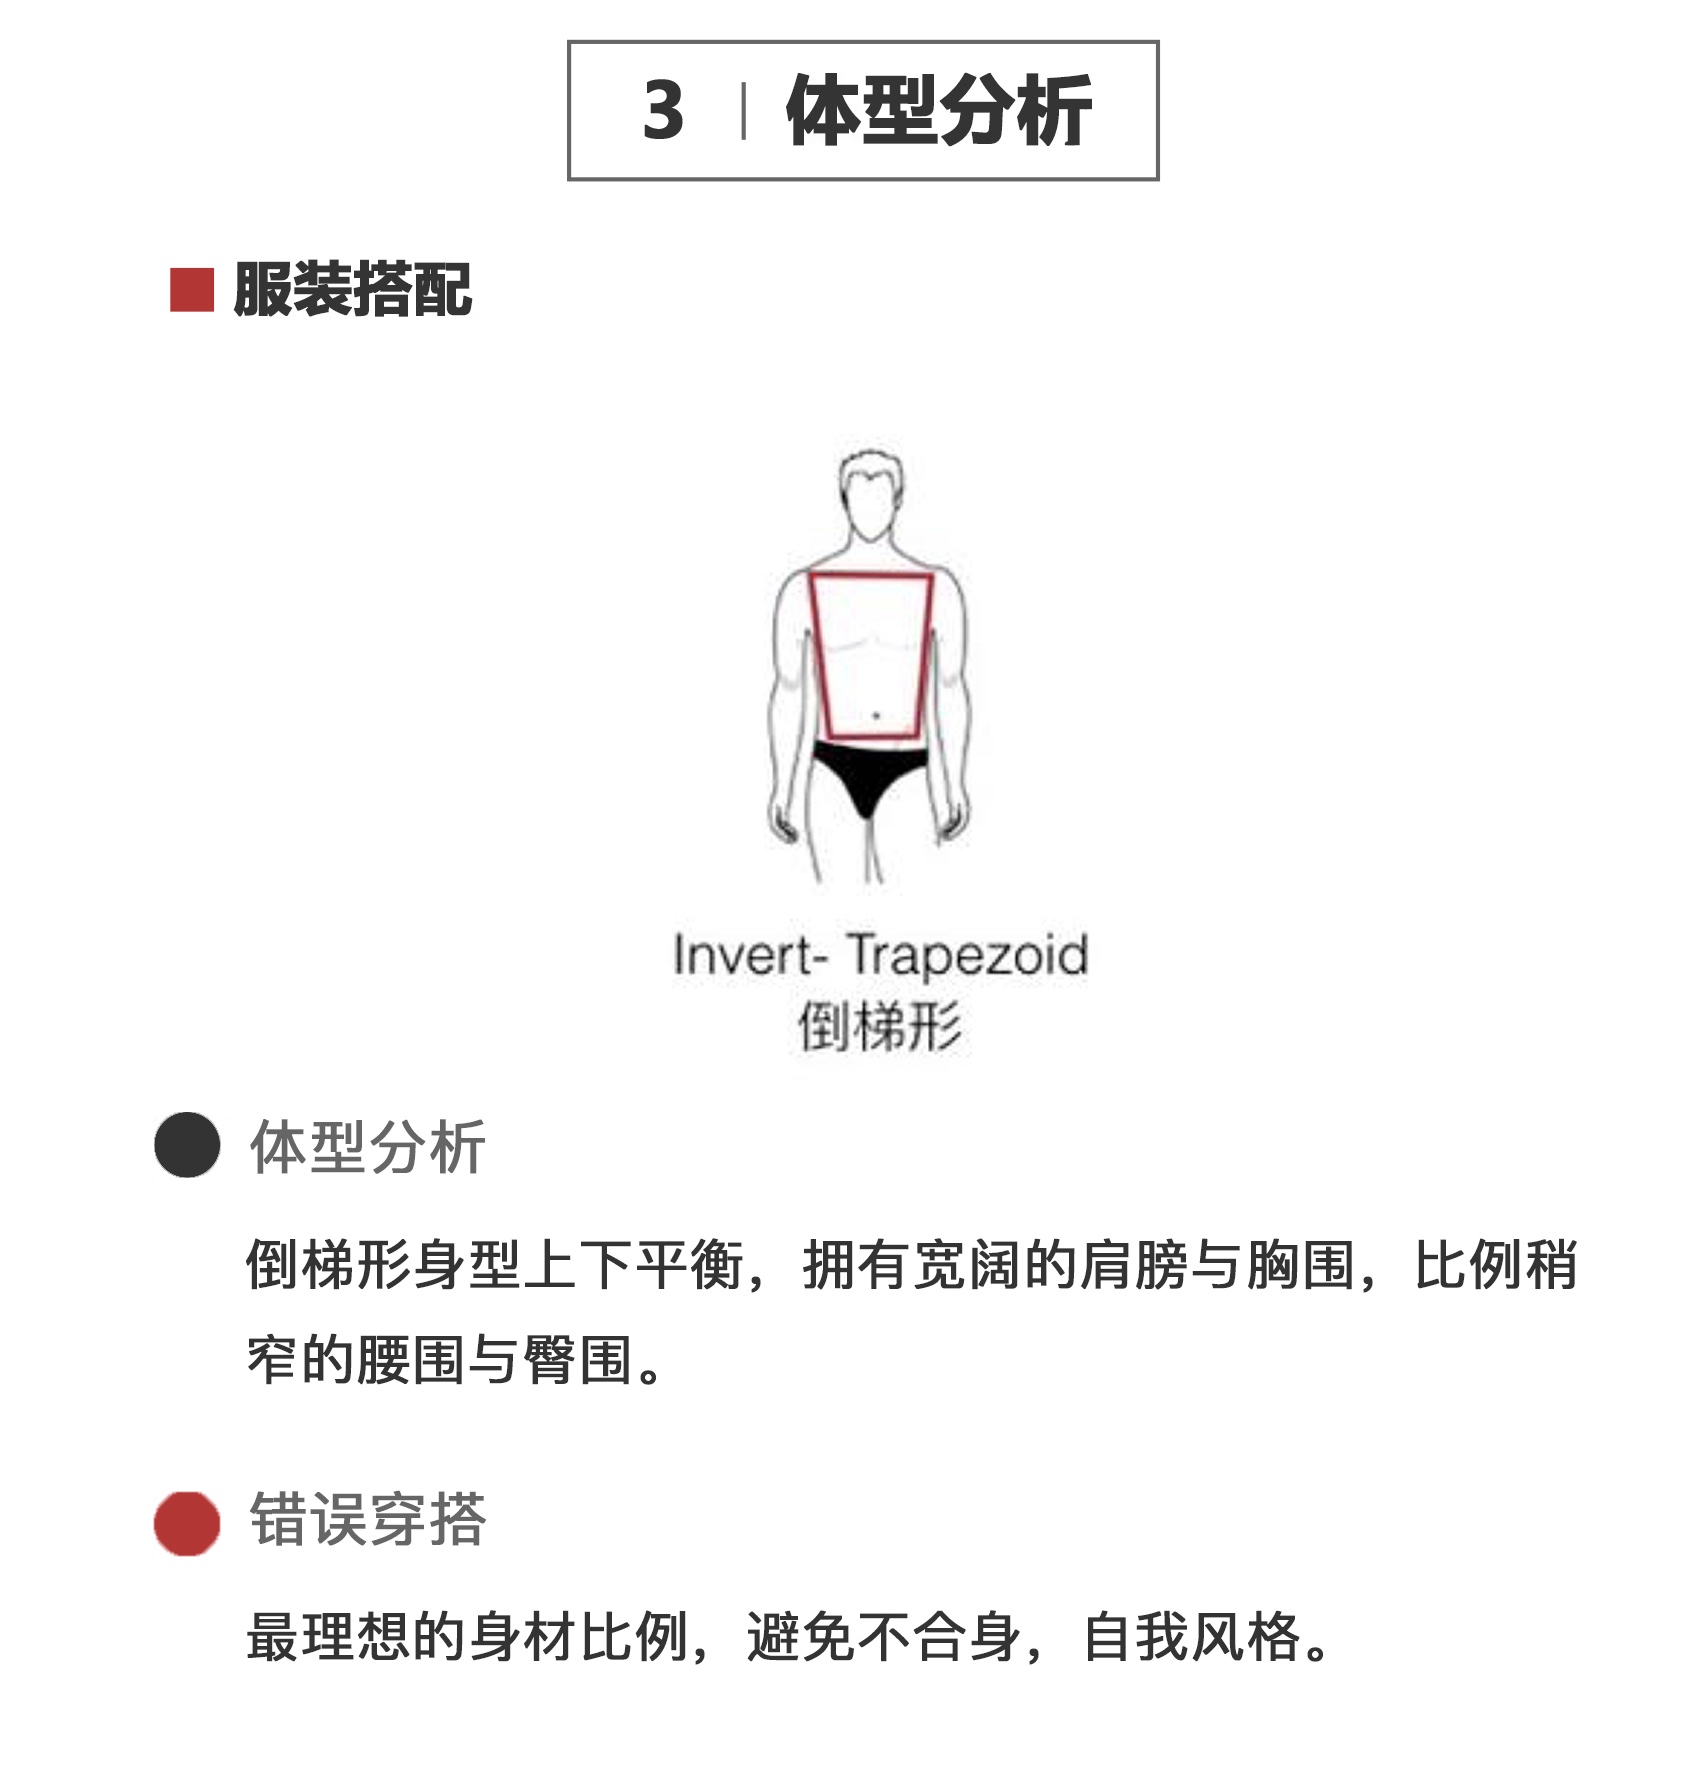 3 | 体型分析
服装搭配
Invert- Trapezoid
倒梯形
体型分析
倒梯形身型上下平衡，拥有宽阔的肩膀与胸围，比例稍
窄的腰围与臀围。
错误穿搭
最理想的身材比例，避免不合身，自我风格。